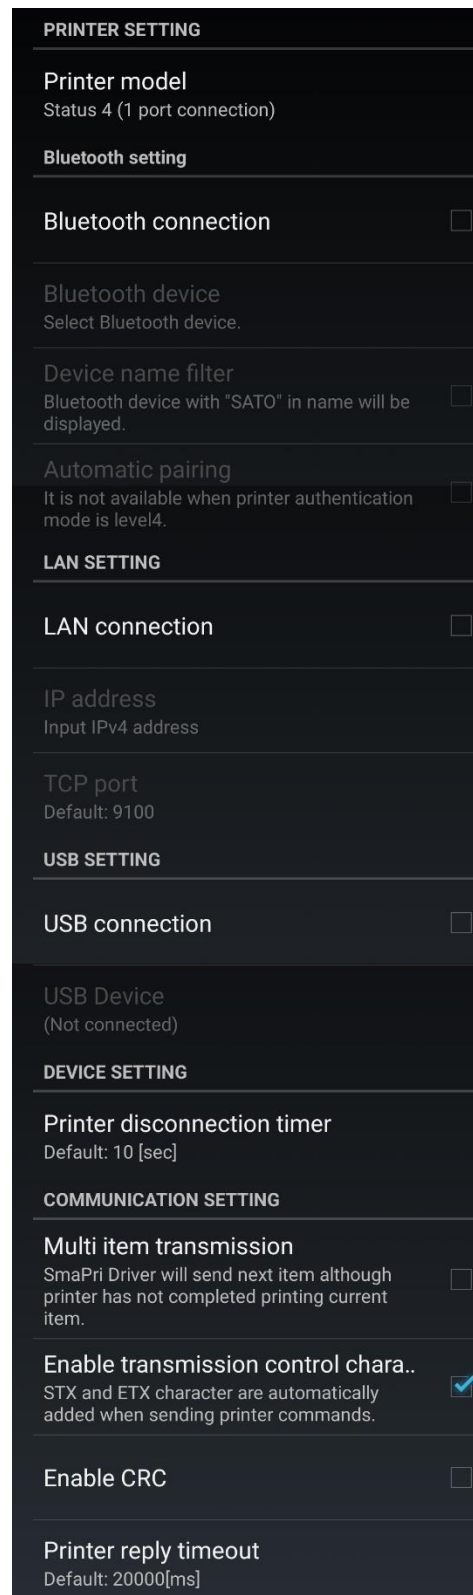 PRINTER SETTING
Printer model
Status 4 (1 port connection)
Bluetooth setting
Bluetooth connection
Bluetooth device
Select Bluetooth device.
Device name filter
Bluetooth device with "SATO" in name will be
displayed.
Automatic pairing
It is not available when printer authentication
mode is level4.
LAN SETTING
LAN connection
IP address
Input IPv4 address
TCP port
Default: 9100
USB SETTING
USB connection
USB Device
(Not connected)
DEVICE SETTING
Printer disconnection timer
Default: 10 [sec]
COMMUNICATION SETTING
Multi item transmission
SmaPri Driver will send next item although
printer has not completed printing current
item.
Enable transmission control chara..
STX and ETX character are automatically
added when sending printer commands.
Enable CRC
Printer reply timeout
Default: 20000[ms]